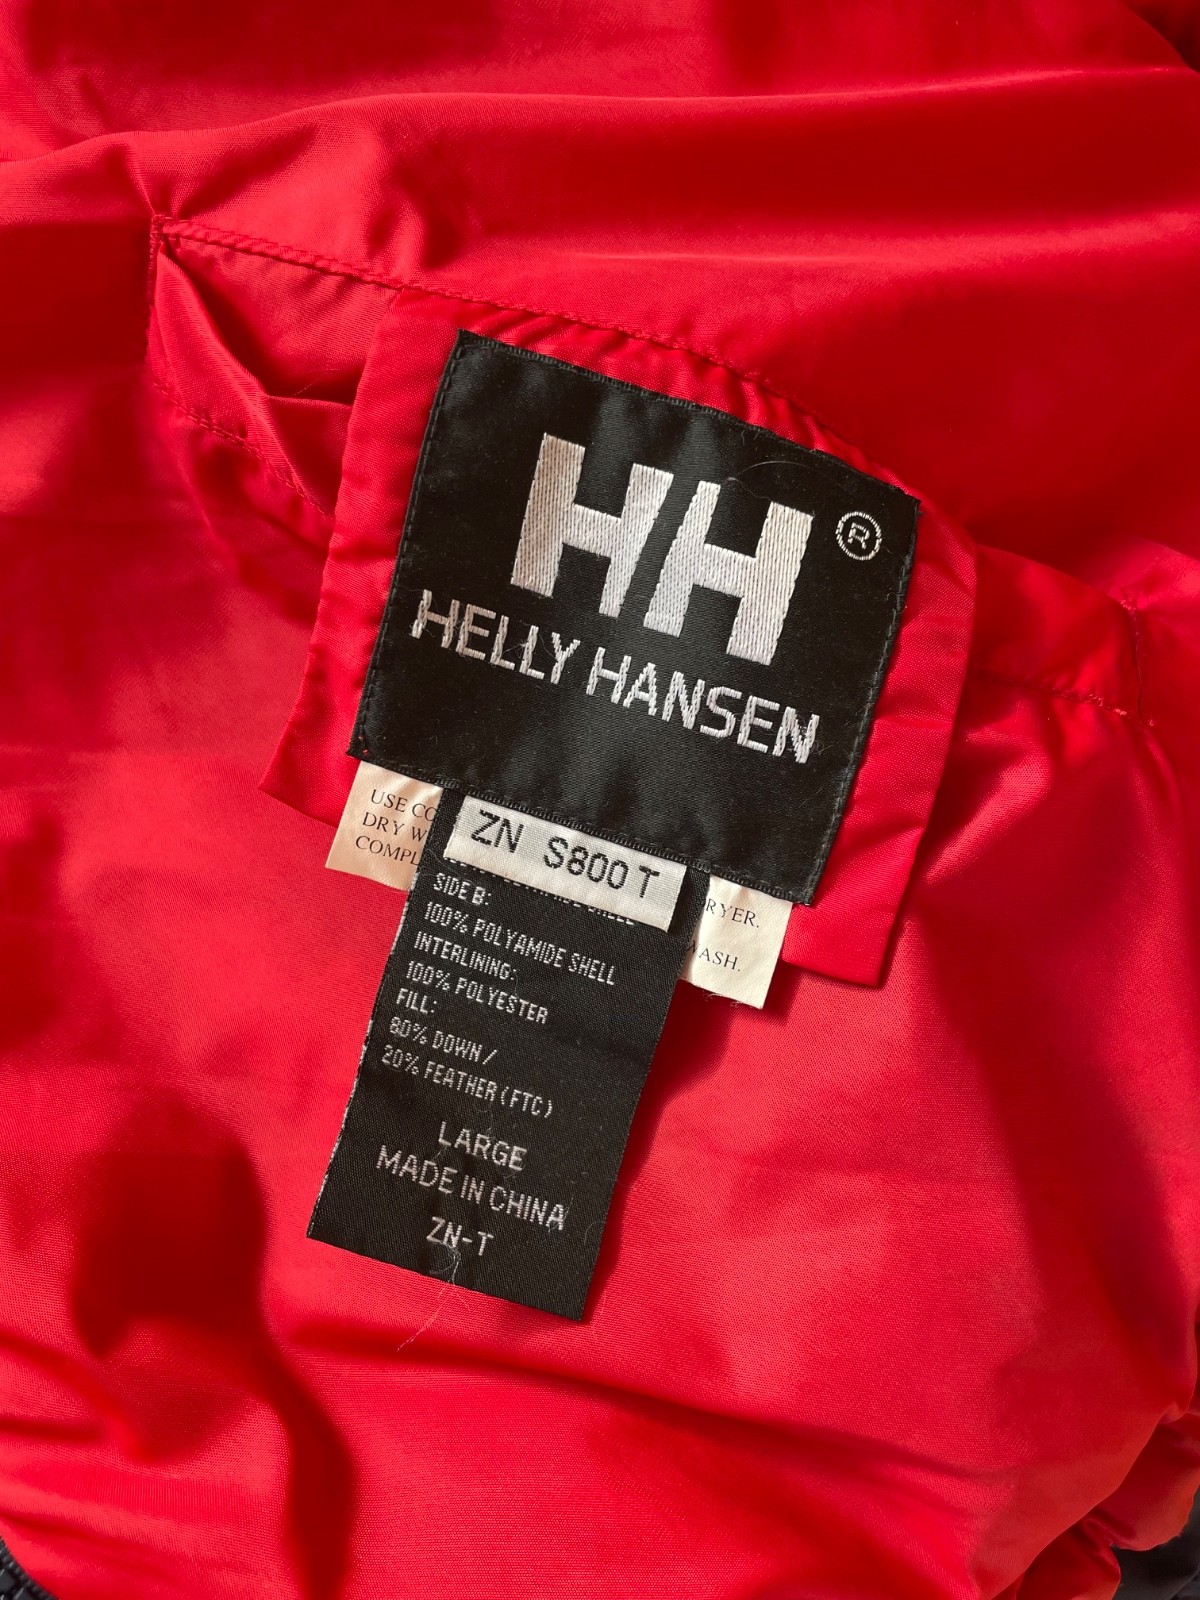 HH®
HELLY HANSEN
USE CO
DRY W
COMPL
RYER.
WASH.
ZN S800 T
SIDE B:
100% POLYAMIDE SHELL
INTERLINING:
100% POLYESTER
FILL:
80% DOWN/
20% FEATHER (FTC)
LARGE
MADE IN CHINA
ZN-T